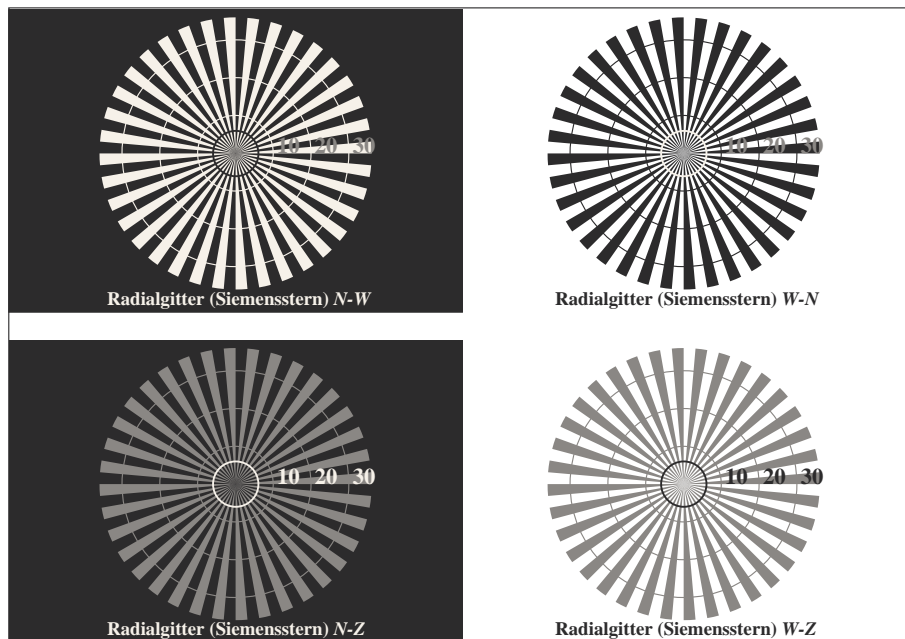 10 20 30
Radialgitter (Siemensstern) N-W
10 20 30
Radialgitter (Siemensstern) W-N
10 20 30
Radialgitter (Siemensstern) N-Z
10 20 30
Radialgitter (Siemensstern) W-Z